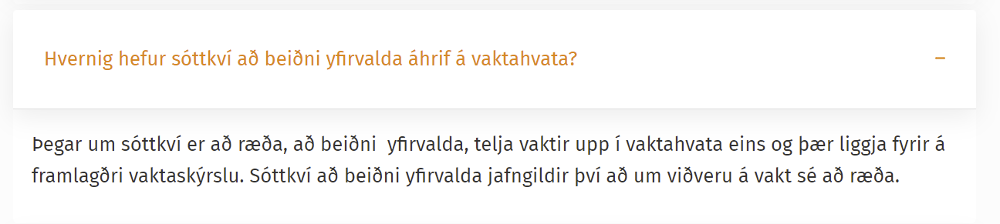 Hvernig hefur sóttkví að beiðni yfirvalda áhrif á vaktahvata?
Þegar um sóttkví er að ræða, að beiðni  yfirvalda, telja vaktir upp í vaktahvata eins og þær liggja fyrir á
framlagðri vaktaskýrslu. Sóttkví að beiðni yfirvalda jafngildir því að um viðveru á vakt sé að ræða.